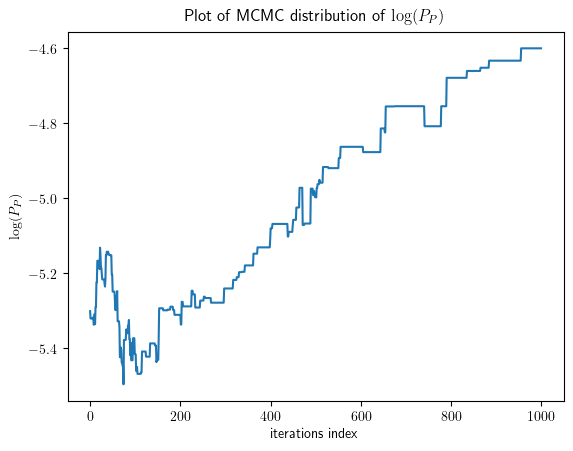 Plot of MCMC distribution of log(P_P)
−4.6
−4.8
−5.0
−5.2
−5.4
log(P_P)
0 200 400 600 800 1000
iterations index